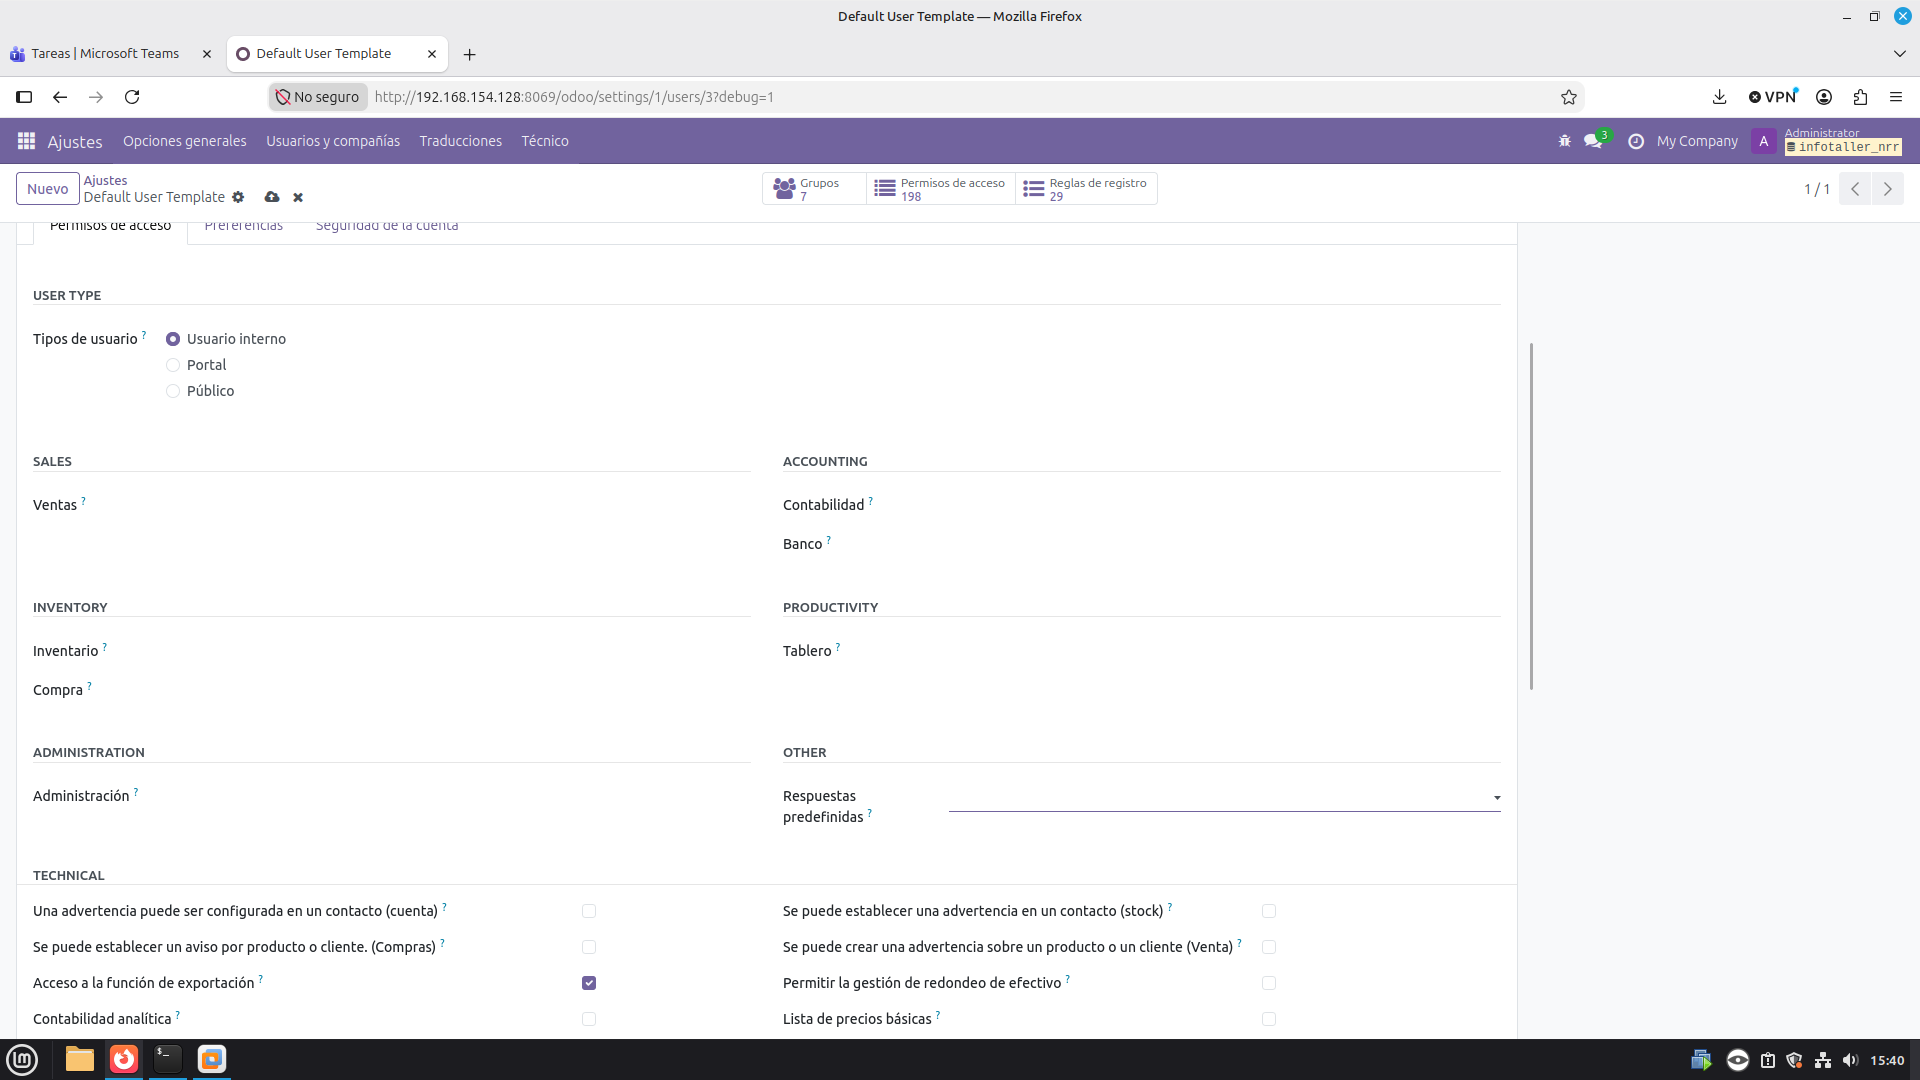 Default User Template — Mozilla Firefox
Tareas | Microsoft Teams
Default User Template
No seguro
http://192.168.154.128:8069/odoo/settings/1/users/3?debug=1
VPN
Ajustes
Opciones generales
Usuarios y compañías
Traducciones
Técnico
3
My Company
A
Administrator
infotaller_nrr
Nuevo
Ajustes
Default User Template
Grupos
7
Permisos de acceso
198
Reglas de registro
29
1 / 1
Permisos de acceso
Preferencias
Seguridad de la cuenta
USER TYPE
Tipos de usuario ?
Usuario interno
Portal
Público
SALES
ACCOUNTING
Ventas ?
Contabilidad ?
Banco ?
INVENTORY
PRODUCTIVITY
Inventario ?
Tablero ?
Compra ?
ADMINISTRATION
OTHER
Administración ?
Respuestas
predefinidas ?
TECHNICAL
Una advertencia puede ser configurada en un contacto (cuenta) ?
Se puede establecer una advertencia en un contacto (stock) ?
Se puede establecer un aviso por producto o cliente. (Compras) ?
Se puede crear una advertencia sobre un producto o un cliente (Venta) ?
Acceso a la función de exportación ?
Permitir la gestión de redondeo de efectivo ?
Contabilidad analítica ?
Lista de precios básicas ?
15:40